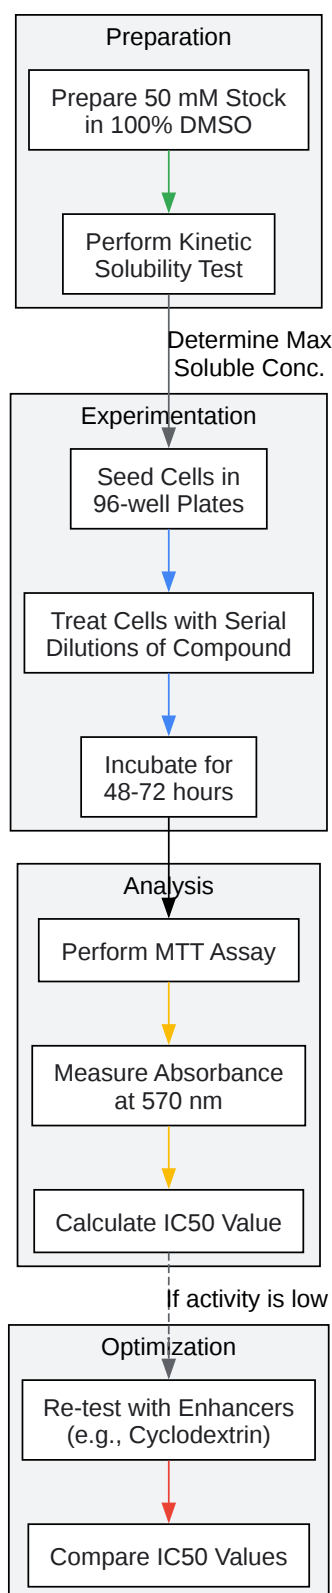 Preparation
Prepare 50 mM Stock
in 100% DMSO
Perform Kinetic
Solubility Test
Determine Max
Soluble Conc.
Experimentation
Seed Cells in
96-well Plates
Treat Cells with Serial
Dilutions of Compound
Incubate for
48-72 hours
Analysis
Perform MTT Assay
Measure Absorbance
at 570 nm
Calculate IC50 Value
If activity is low
Optimization
Re-test with Enhancers
(e.g., Cyclodextrin)
Compare IC50 Values